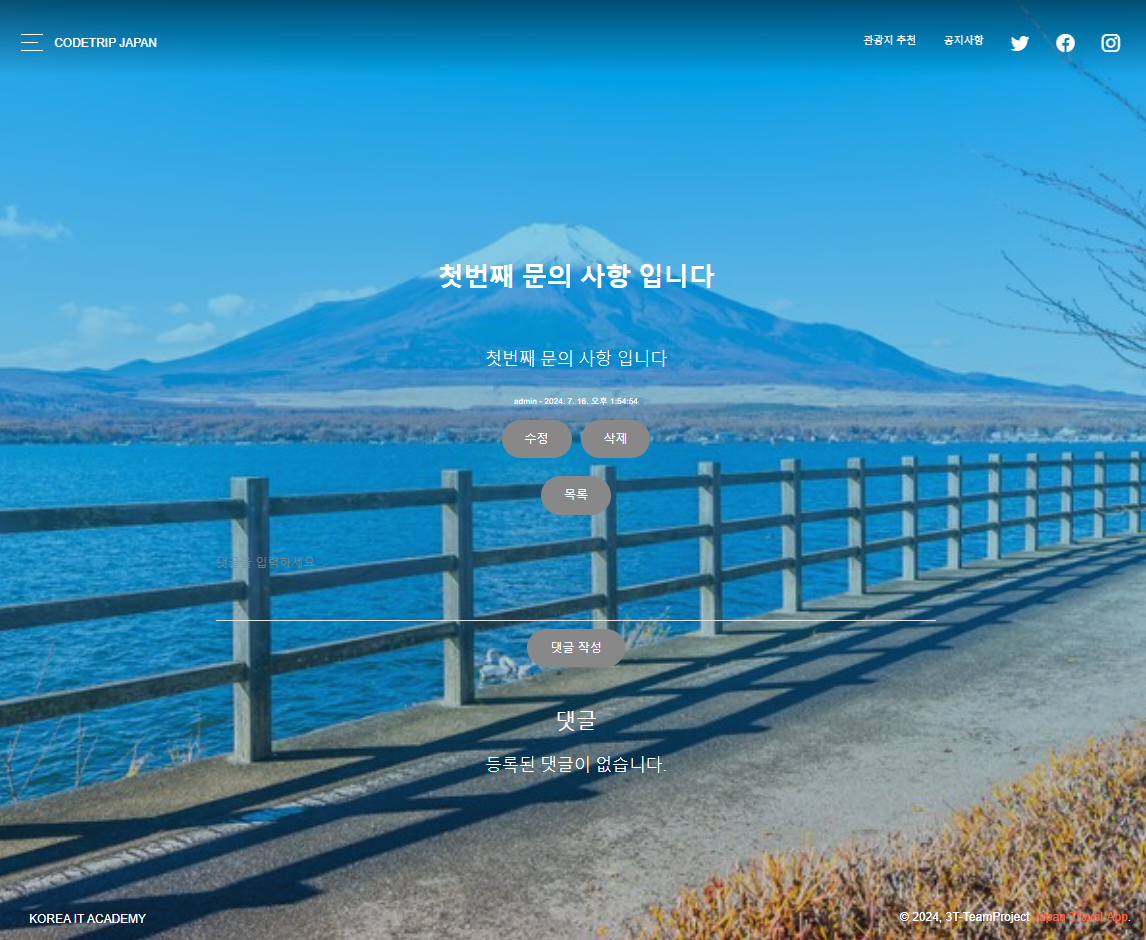 CODETRIP JAPAN
관광지 추천
공지사항
첫번째 문의 사항 입니다
첫번째 문의 사항 입니다
admin - 2024. 7. 16. 오후 1:54:54
수정
삭제
목록
댓글을 입력하세요
댓글 작성
댓글
등록된 댓글이 없습니다.
KOREA IT ACADEMY
© 2024, 3T-TeamProject Japan Travel App.